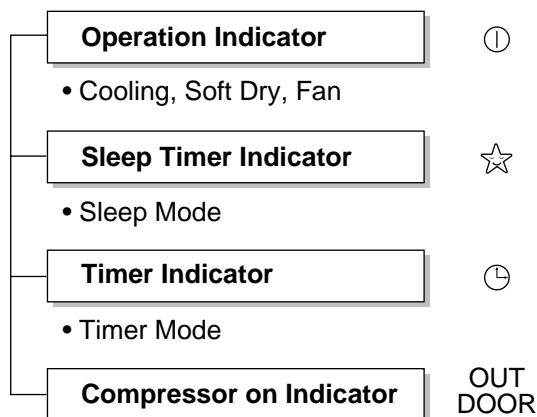 Operation Indicator
• Cooling, Soft Dry, Fan
Sleep Timer Indicator
• Sleep Mode
Timer Indicator
• Timer Mode
Compressor on Indicator
OUT
DOOR